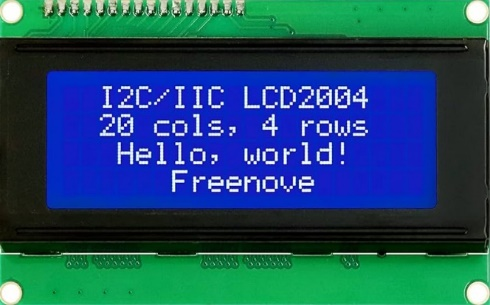 I2C/IIC LCD2004
20 cols, 4 rows
Hello, world!
Freenove